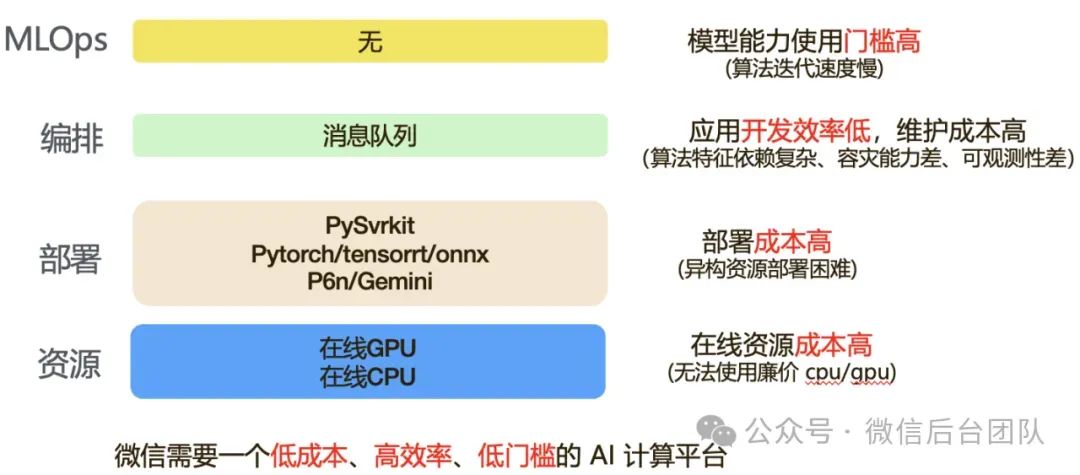 MLOps
无
模型能力使用门槛高
(算法迭代速度慢)
编排
消息队列
应用开发效率低，维护成本高
(算法特征依赖复杂、容灾能力差、可观测性差)
部署
PySvrkit
Pytorch/tensorrt/onnx
P6n/Gemini
部署成本高
(异构资源部署困难)
资源
在线GPU
在线CPU
在线资源成本高
(无法使用廉价 cpu/gpu)
公众号 · 微信后台团队
微信需要一个低成本、高效率、低门槛的 AI 计算平台